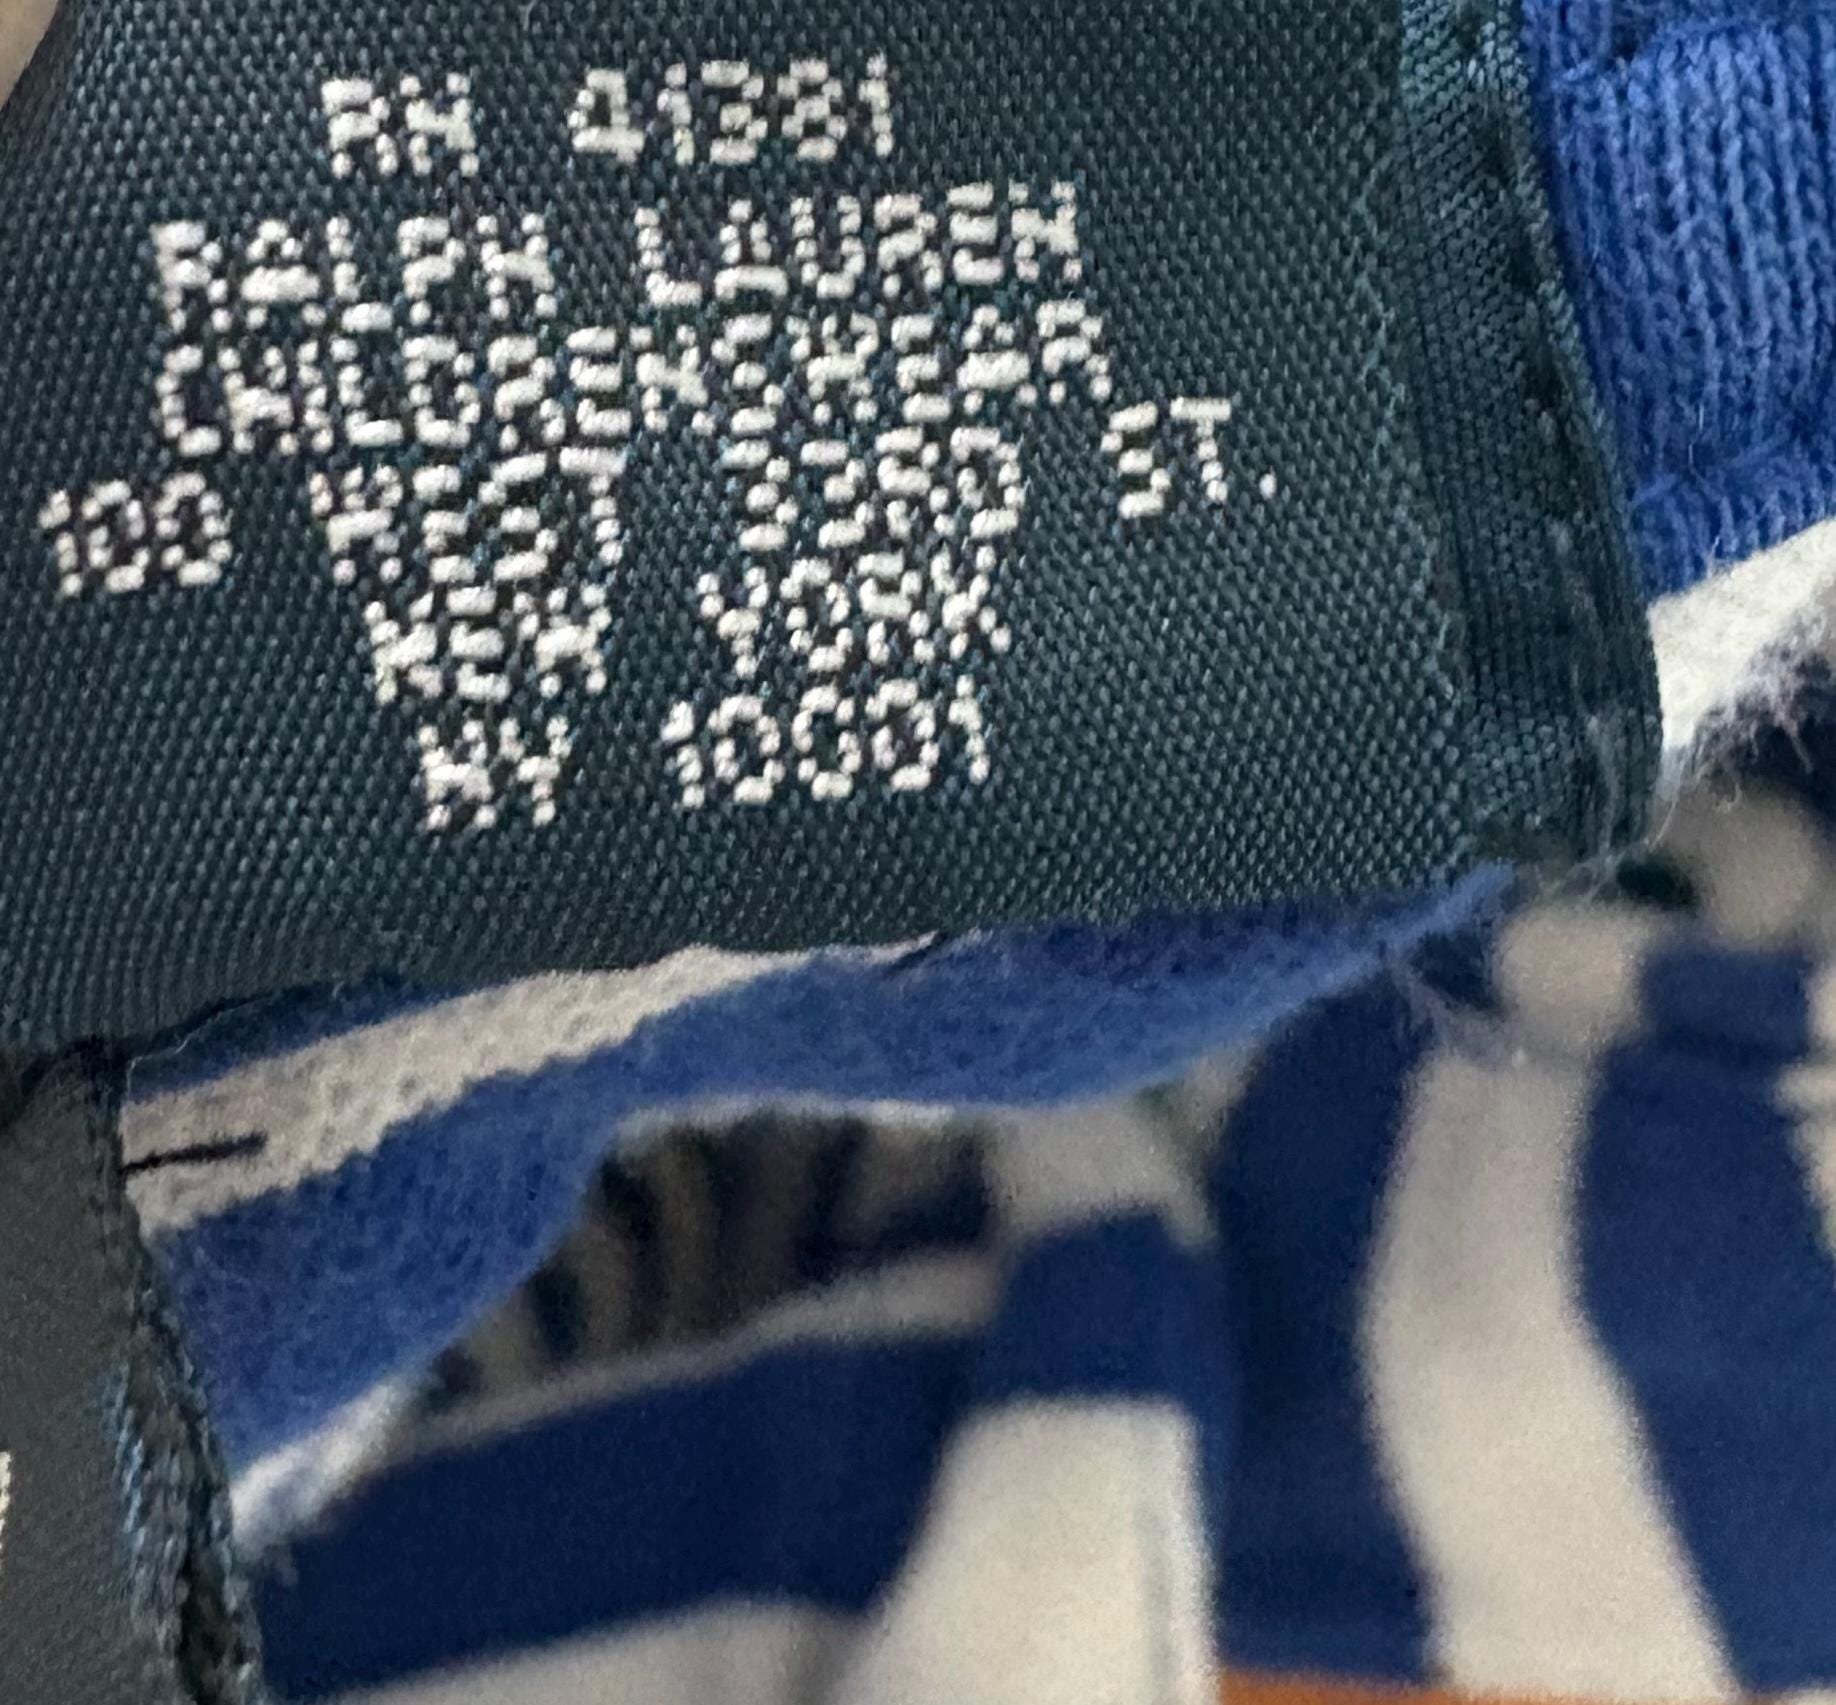 RN 41381
RALPH LAUREN
CHILDRENSWEAR
100 WEST 33RD ST.
NEW YORK
NY 10001